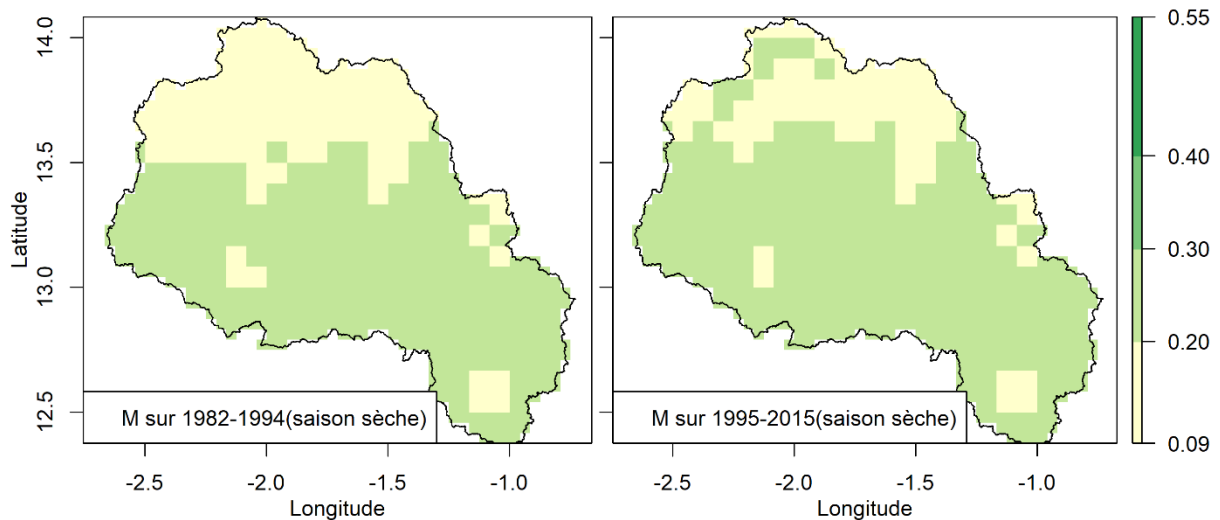 Latitude
14.0
13.5
13.0
12.5
M sur 1982-1994(saison sèche)
-2.5 -2.0 -1.5 -1.0
Longitude
M sur 1995-2015(saison sèche)
-2.5 -2.0 -1.5 -1.0
Longitude
0.55
0.40
0.30
0.20
0.09